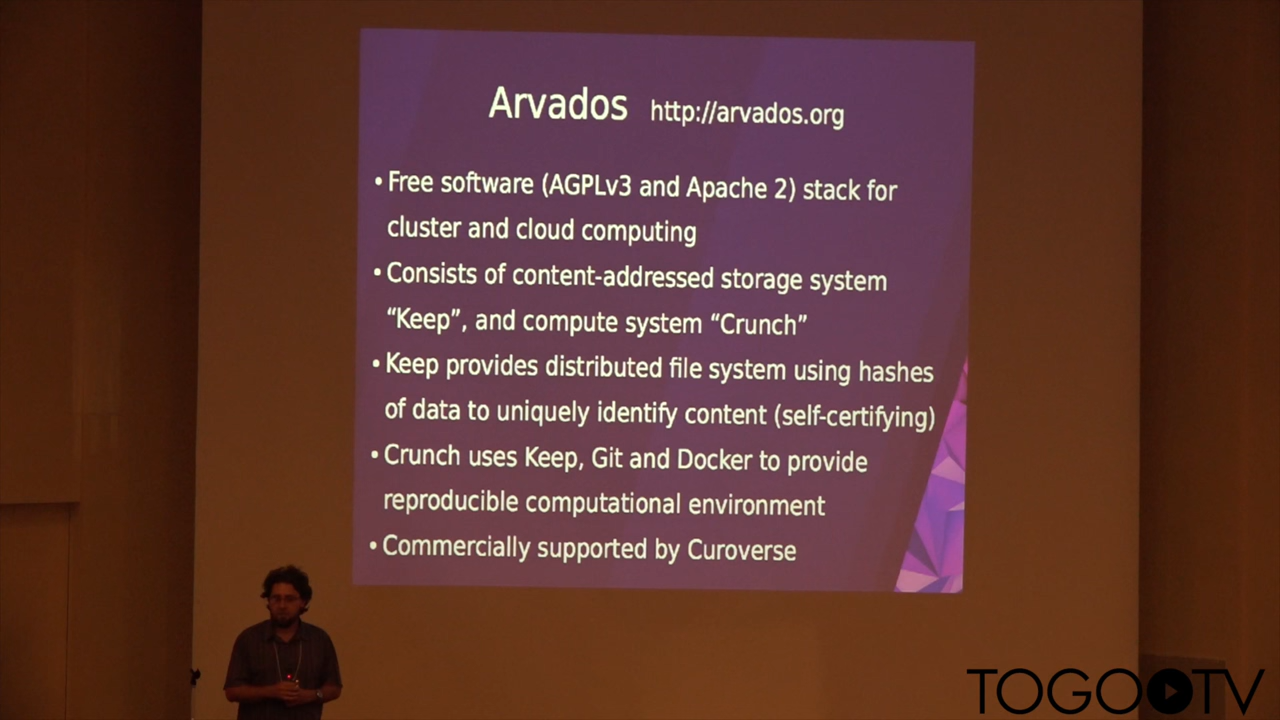 Arvados http://arvados.org
• Free software (AGPLv3 and Apache 2) stack for
cluster and cloud computing
• Consists of content-addressed storage system
“Keep”, and compute system “Crunch”
• Keep provides distributed file system using hashes
of data to uniquely identify content (self-certifying)
• Crunch uses Keep, Git and Docker to provide
reproducible computational environment
• Commercially supported by Curoverse
TOGOTV